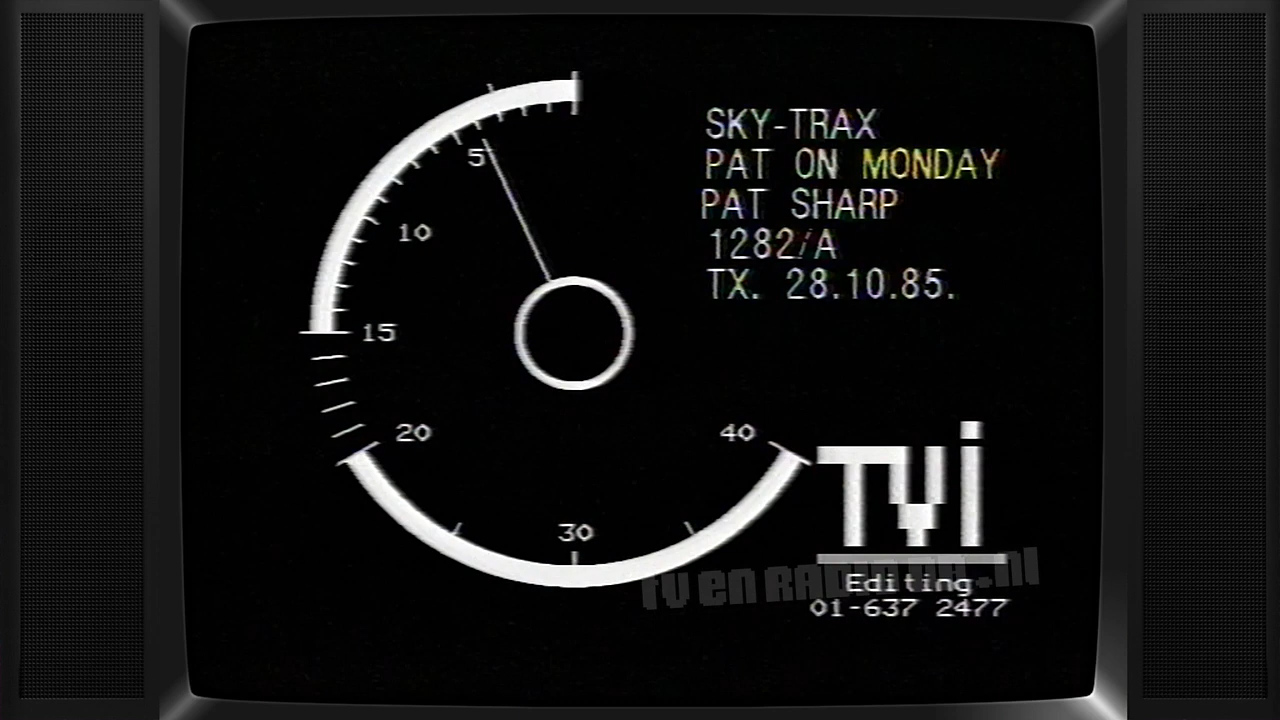 SKY-TRAX
PAT ON MONDAY
PAT SHARP
1282/A
TX. 28.10.85.
5
10
15
20
30
40
TVi
Editing
01-637 2477
TV en RADIO .nl